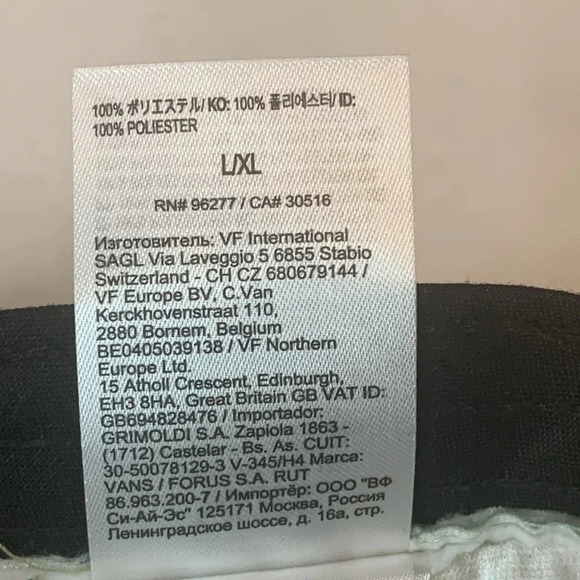 100% ポリエステル/ KO: 100% 폴리에스터/ ID:
100% POLIESTER
L/XL
RN# 96277 / CA# 30516
Изготовитель: VF International
SAGL Via Laveggio 5 6855 Stabio
Switzerland - CH CZ 680679144 /
VF Europe BV, C.Van
Kerckhovenstraat 110,
2880 Bornem, Belgium
BE0405039138 / VF Northern
Europe Ltd.
15 Atholl Crescent, Edinburgh,
EH3 8HA, Great Britain GB VAT ID:
GB694828476 / Importador:
GRIMOLDI S.A. Zapiola 1863 -
(1712) Castelar - Bs. As. CUIT:
30-50078129-3 V-345/H4 Marca:
VANS / FORUS S.A. RUT
86.963.200-7 / Импортёр: ООО "ВФ
Си-Ай-Эс" 125171 Москва, Россия
Ленинградское шоссе, д. 16а, стр.